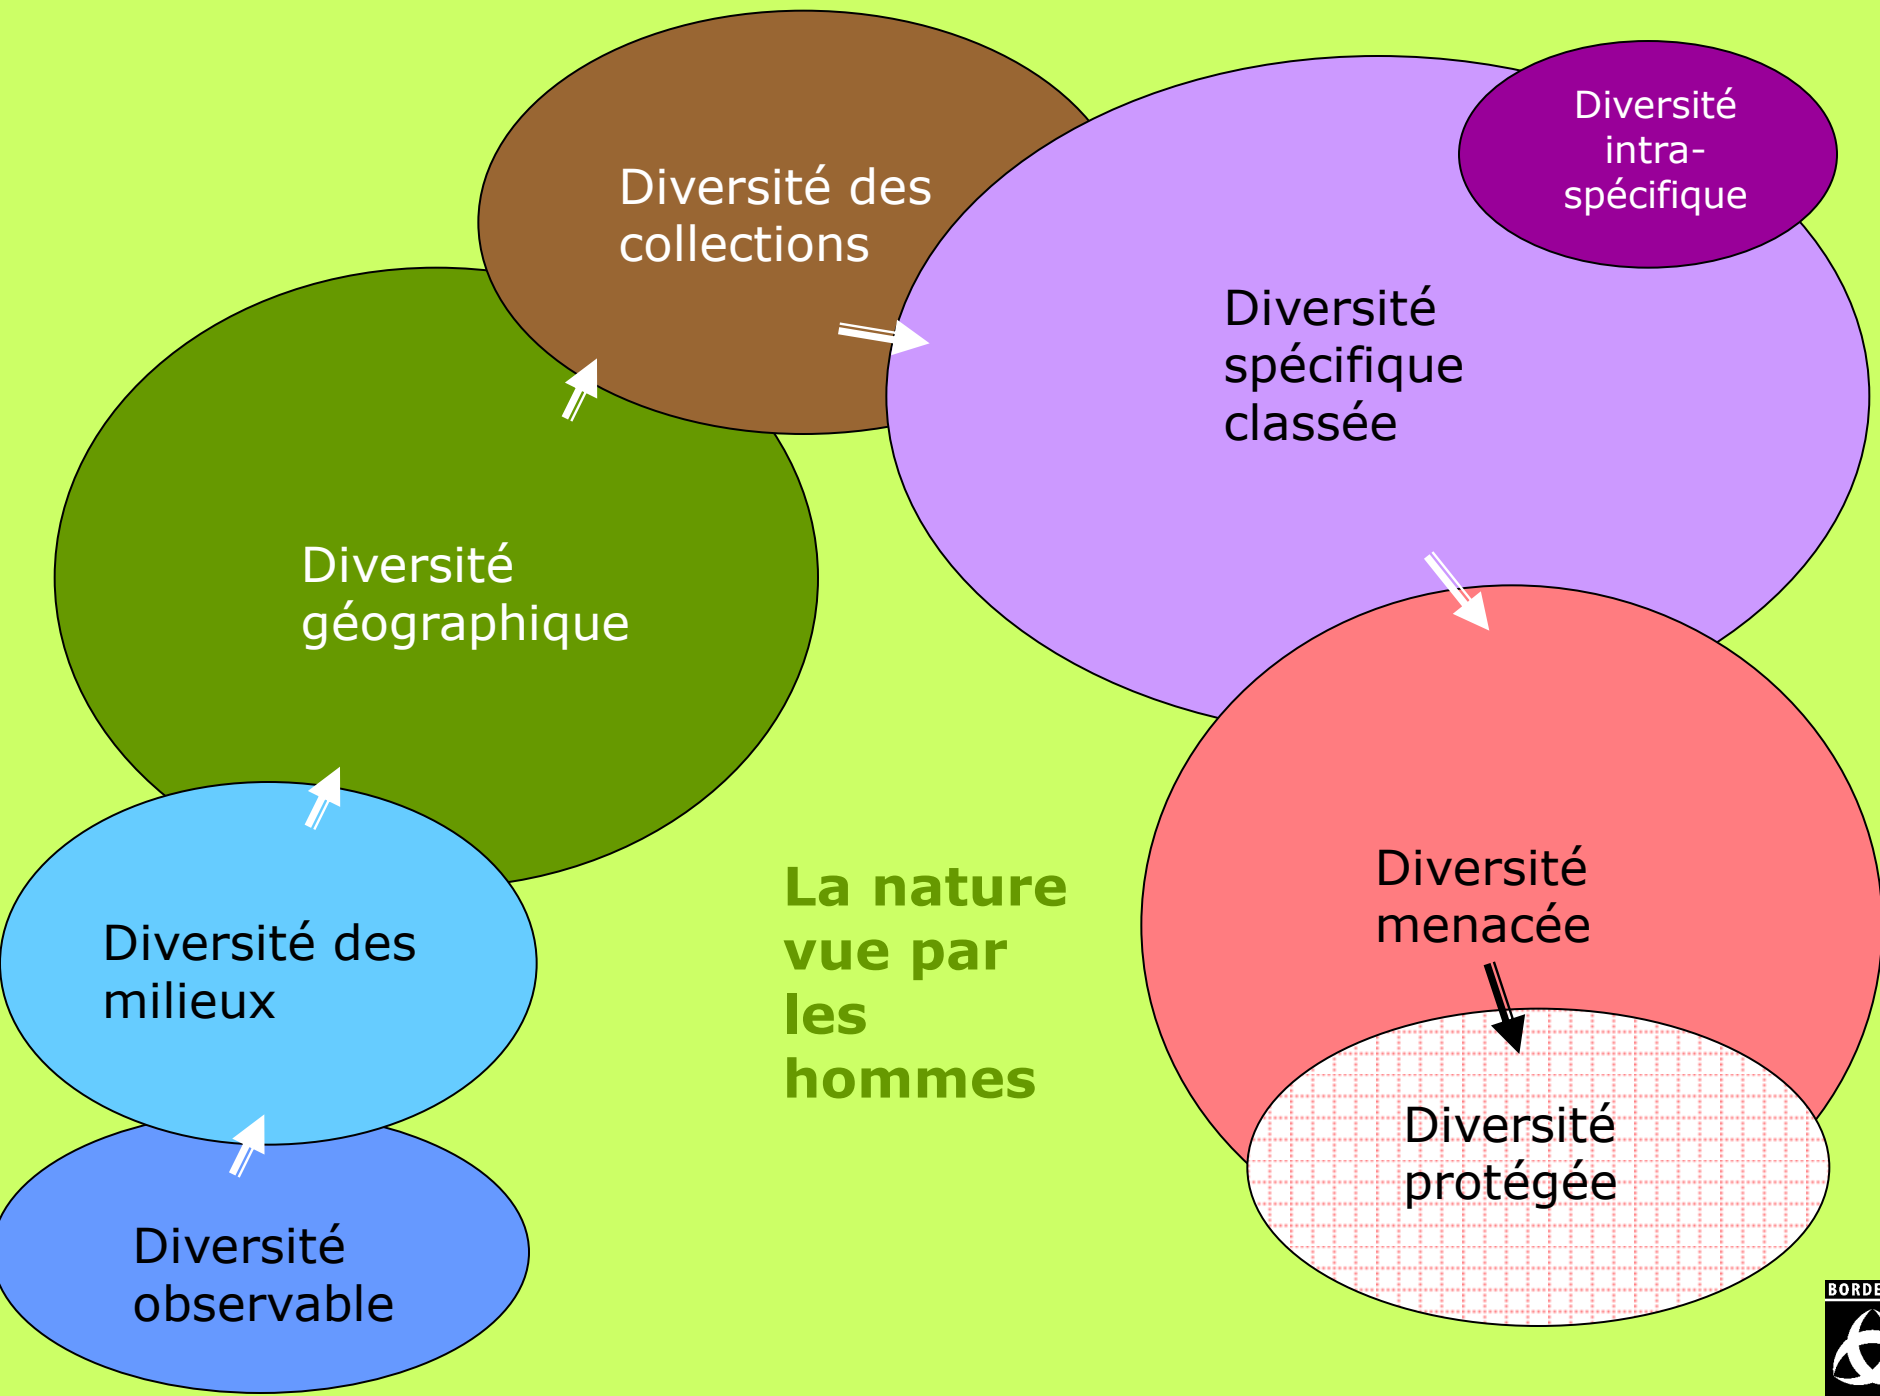 Diversité des
collections
Diversité
intra-
spécifique
Diversité
spécifique
classée
Diversité
géographique
La nature
vue par
les
hommes
Diversité
menacée
Diversité des
milieux
Diversité
protégée
Diversité
observable